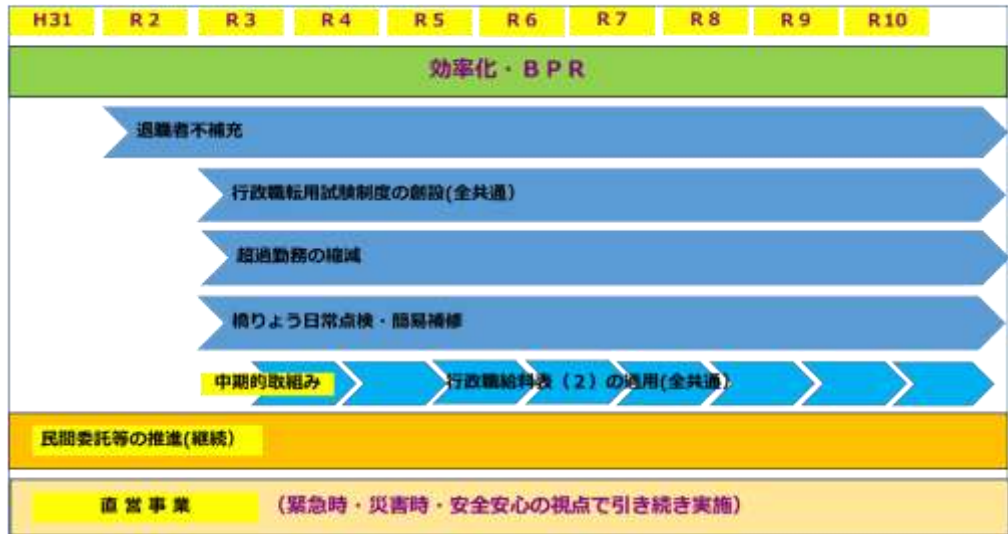 H31 R2 R3 R4 R5 R6 R7 R8 R9 R10
効率化・BPR
退職者不補充
行政職転用試験制度の創設(全共通)
超過勤務の縮減
橋りょう日常点検・簡易補修
中期的取組み 行政職給料表(2)の適用(全共通)
民間委託等の推進(継続)
直営事業 (緊急時・災害時・安全安心の視点で引き続き実施)